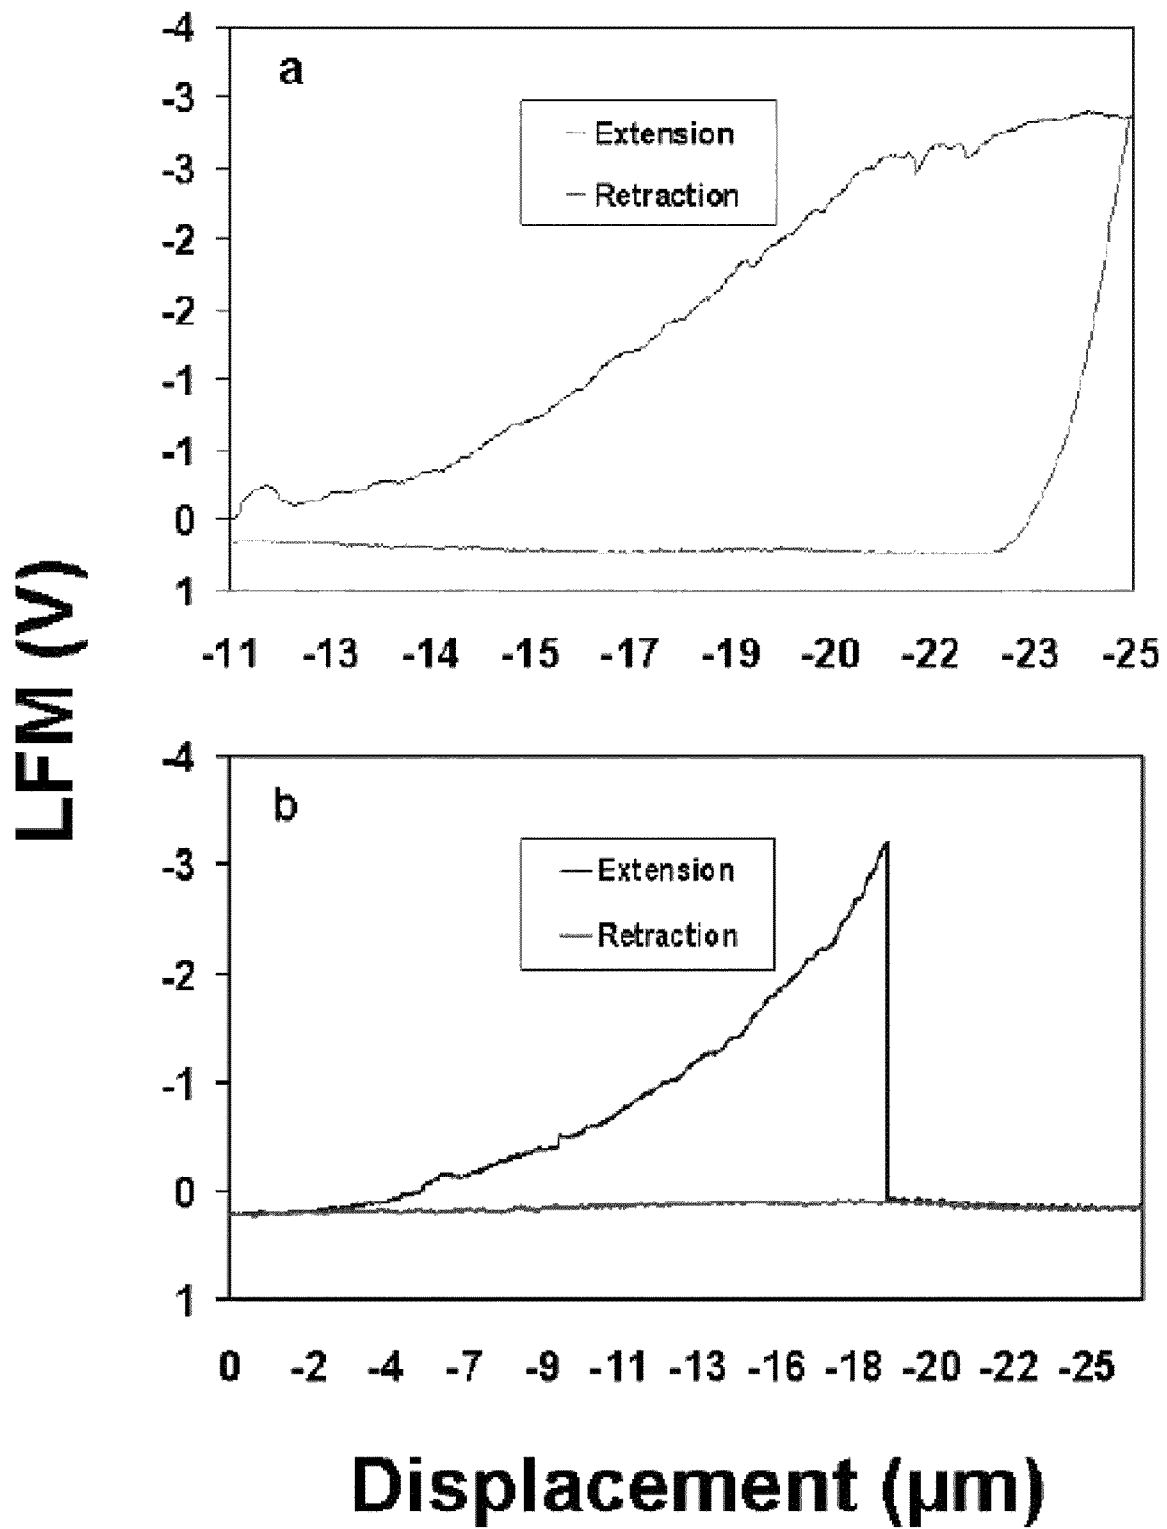 LFM (V)
a
-4
-3
-3
-2
-2
-1
-1
0
1
Extension
Retraction
-11 -13 -14 -15 -17 -19 -20 -22 -23 -25
b
-4
-3
-2
-1
0
1
Extension
Retraction
0 -2 -4 -7 -9 -11 -13 -16 -18 -20 -22 -25
Displacement (µm)